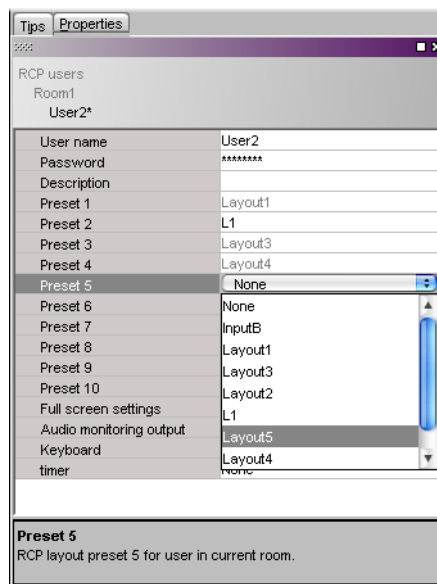 Tips Properties
RCP users
Room1
User2*
User name User2
Password ********
Description
Preset 1 Layout1
Preset 2 L1
Preset 3 Layout3
Preset 4 Layout4
Preset 5 None
Preset 6 None
Preset 7 InputB
Preset 8 Layout1
Preset 9 Layout3
Preset 10 Layout2
Full screen settings L1
Audio monitoring output Layout5
Keyboard Layout4
timer
Preset 5
RCP layout preset 5 for user in current room.